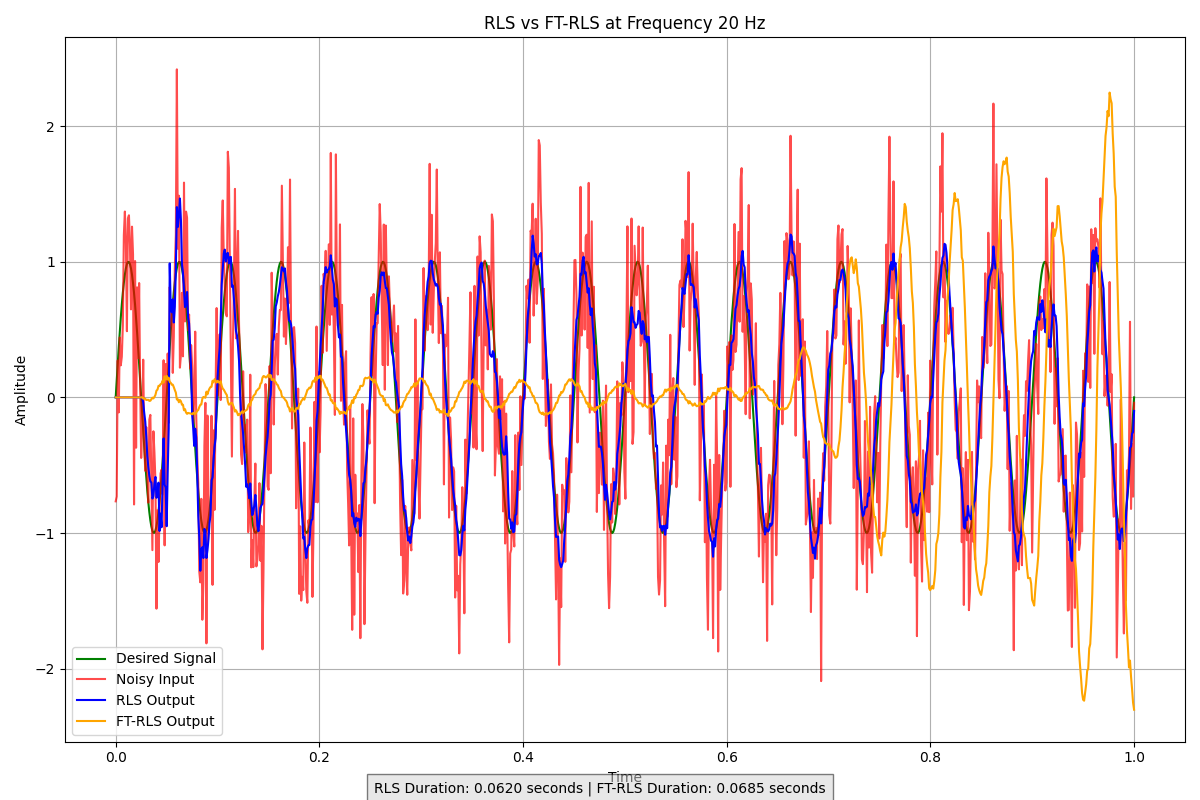 RLS vs FT-RLS at Frequency 20 Hz
Amplitude
2
1
0
−1
−2
Desired Signal
Noisy Input
RLS Output
FT-RLS Output
0.0 0.2 0.4 0.6 0.8 1.0
Time
RLS Duration: 0.0620 seconds | FT-RLS Duration: 0.0685 seconds